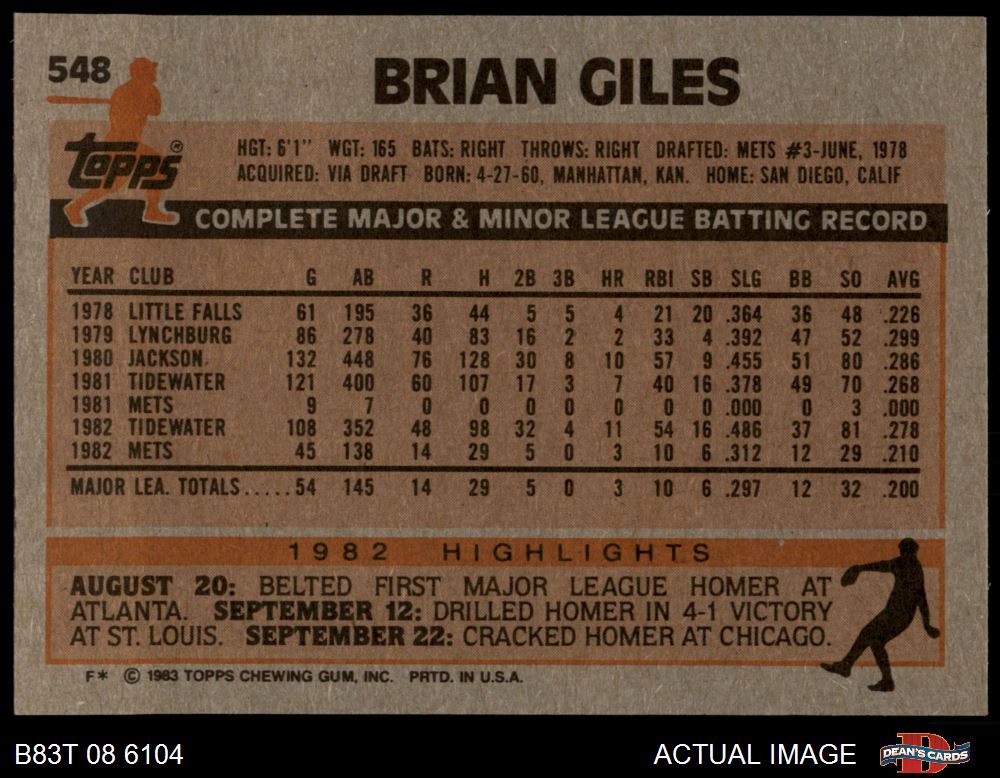 548
BRIAN GILES
topps®
HGT: 6'1" WGT: 165 BATS: RIGHT THROWS: RIGHT DRAFTED: METS #3-JUNE, 1978
ACQUIRED: VIA DRAFT BORN: 4-27-60, MANHATTAN, KAN. HOME: SAN DIEGO, CALIF
COMPLETE MAJOR & MINOR LEAGUE BATTING RECORD
YEAR CLUB G AB R H 2B 3B HR RBI SB SLG BB SO AVG
1978 LITTLE FALLS 61 195 36 44 5 5 4 21 20 .364 36 48 .226
1979 LYNCHBURG 86 278 40 83 16 2 2 33 4 .392 47 52 .299
1980 JACKSON 132 448 76 128 30 8 10 57 9 .455 51 80 .286
1981 TIDEWATER 121 400 60 107 17 3 7 40 16 .378 49 70 .268
1981 METS 9 7 0 0 0 0 0 0 0 .000 0 3 .000
1982 TIDEWATER 108 352 48 98 32 4 11 54 16 .486 37 81 .278
1982 METS 45 138 14 29 5 0 3 10 6 .312 12 29 .210
MAJOR LEA. TOTALS.....54 145 14 29 5 0 3 10 6 .297 12 32 .200
1982 HIGHLIGHTS
AUGUST 20: BELTED FIRST MAJOR LEAGUE HOMER AT
ATLANTA. SEPTEMBER 12: DRILLED HOMER IN 4-1 VICTORY
AT ST. LOUIS. SEPTEMBER 22: CRACKED HOMER AT CHICAGO.
F* © 1983 TOPPS CHEWING GUM, INC. PRTD. IN U.S.A.
B83T 08 6104 ACTUAL IMAGE DEAN'S CARDS